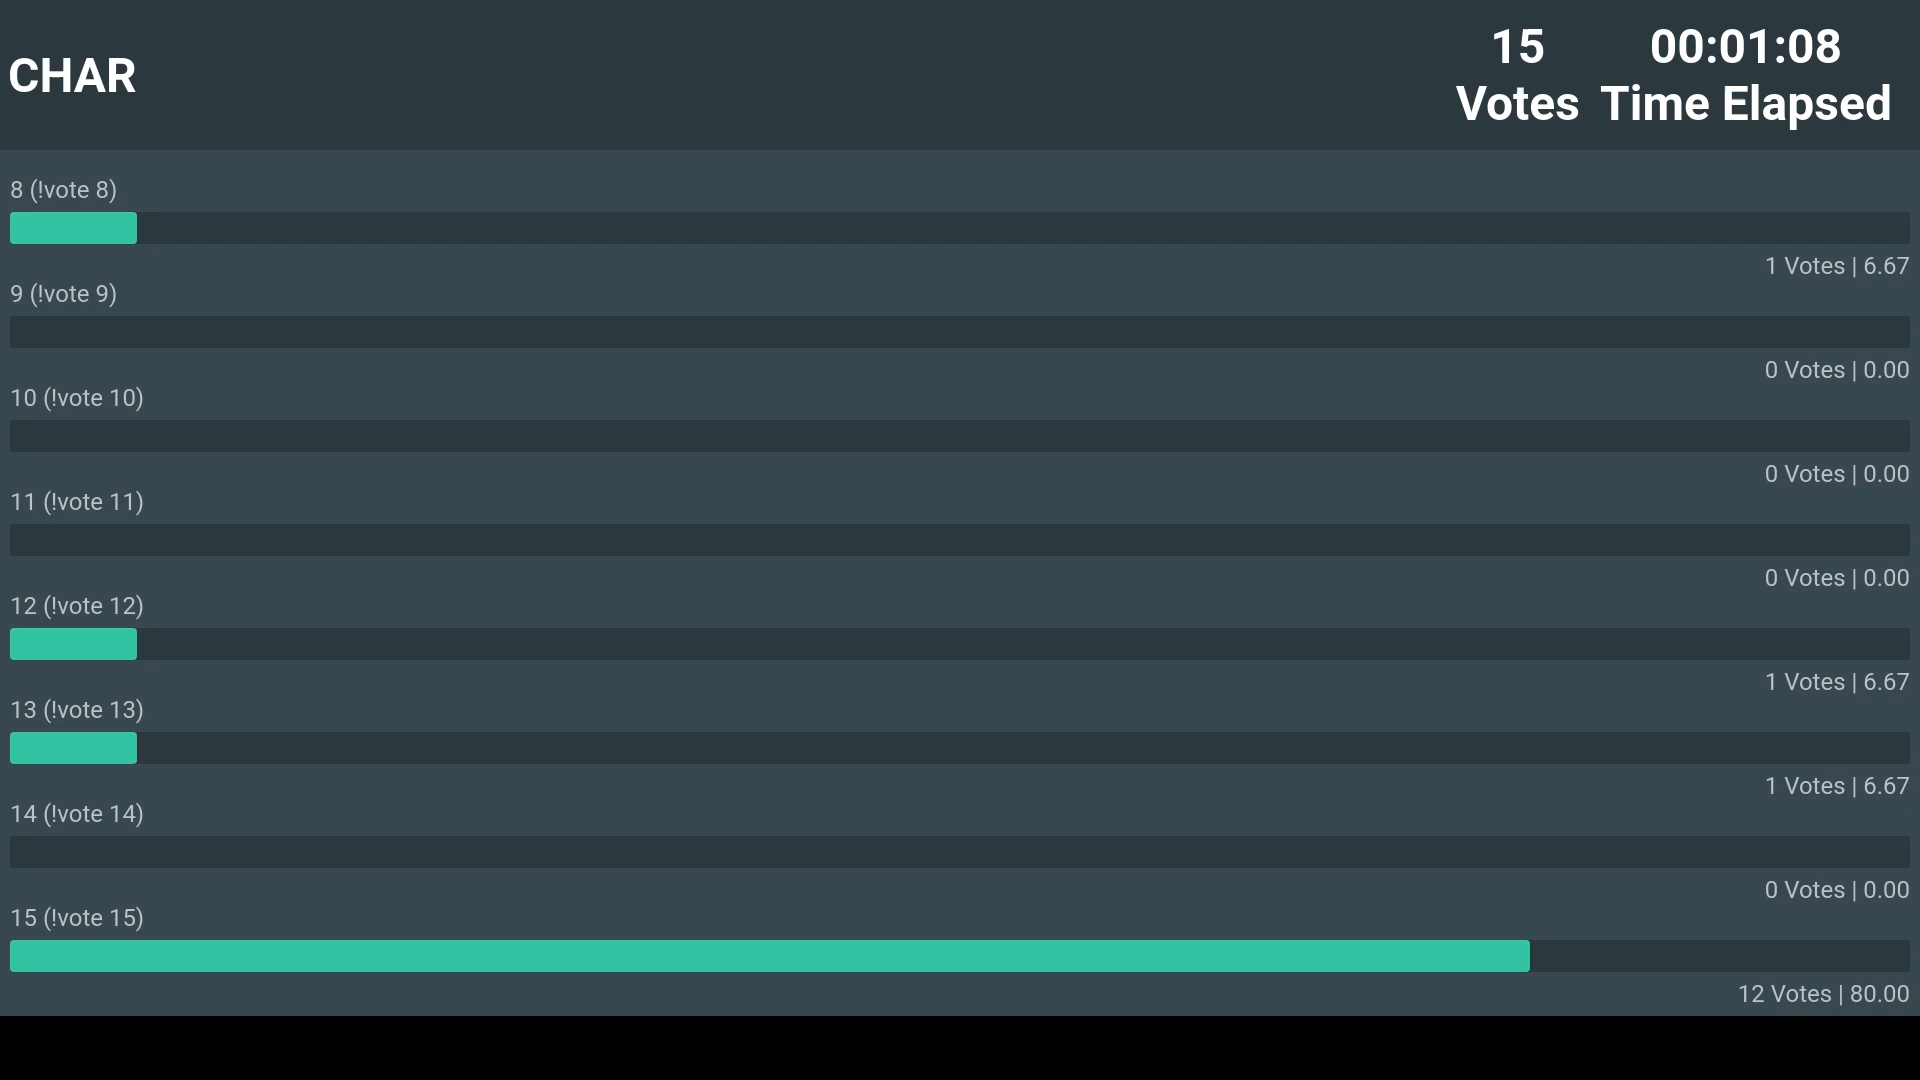 CHAR
15
Votes
00:01:08
Time Elapsed
8 (!vote 8)
1 Votes | 6.67
9 (!vote 9)
0 Votes | 0.00
10 (!vote 10)
0 Votes | 0.00
11 (!vote 11)
0 Votes | 0.00
12 (!vote 12)
1 Votes | 6.67
13 (!vote 13)
1 Votes | 6.67
14 (!vote 14)
0 Votes | 0.00
15 (!vote 15)
12 Votes | 80.00